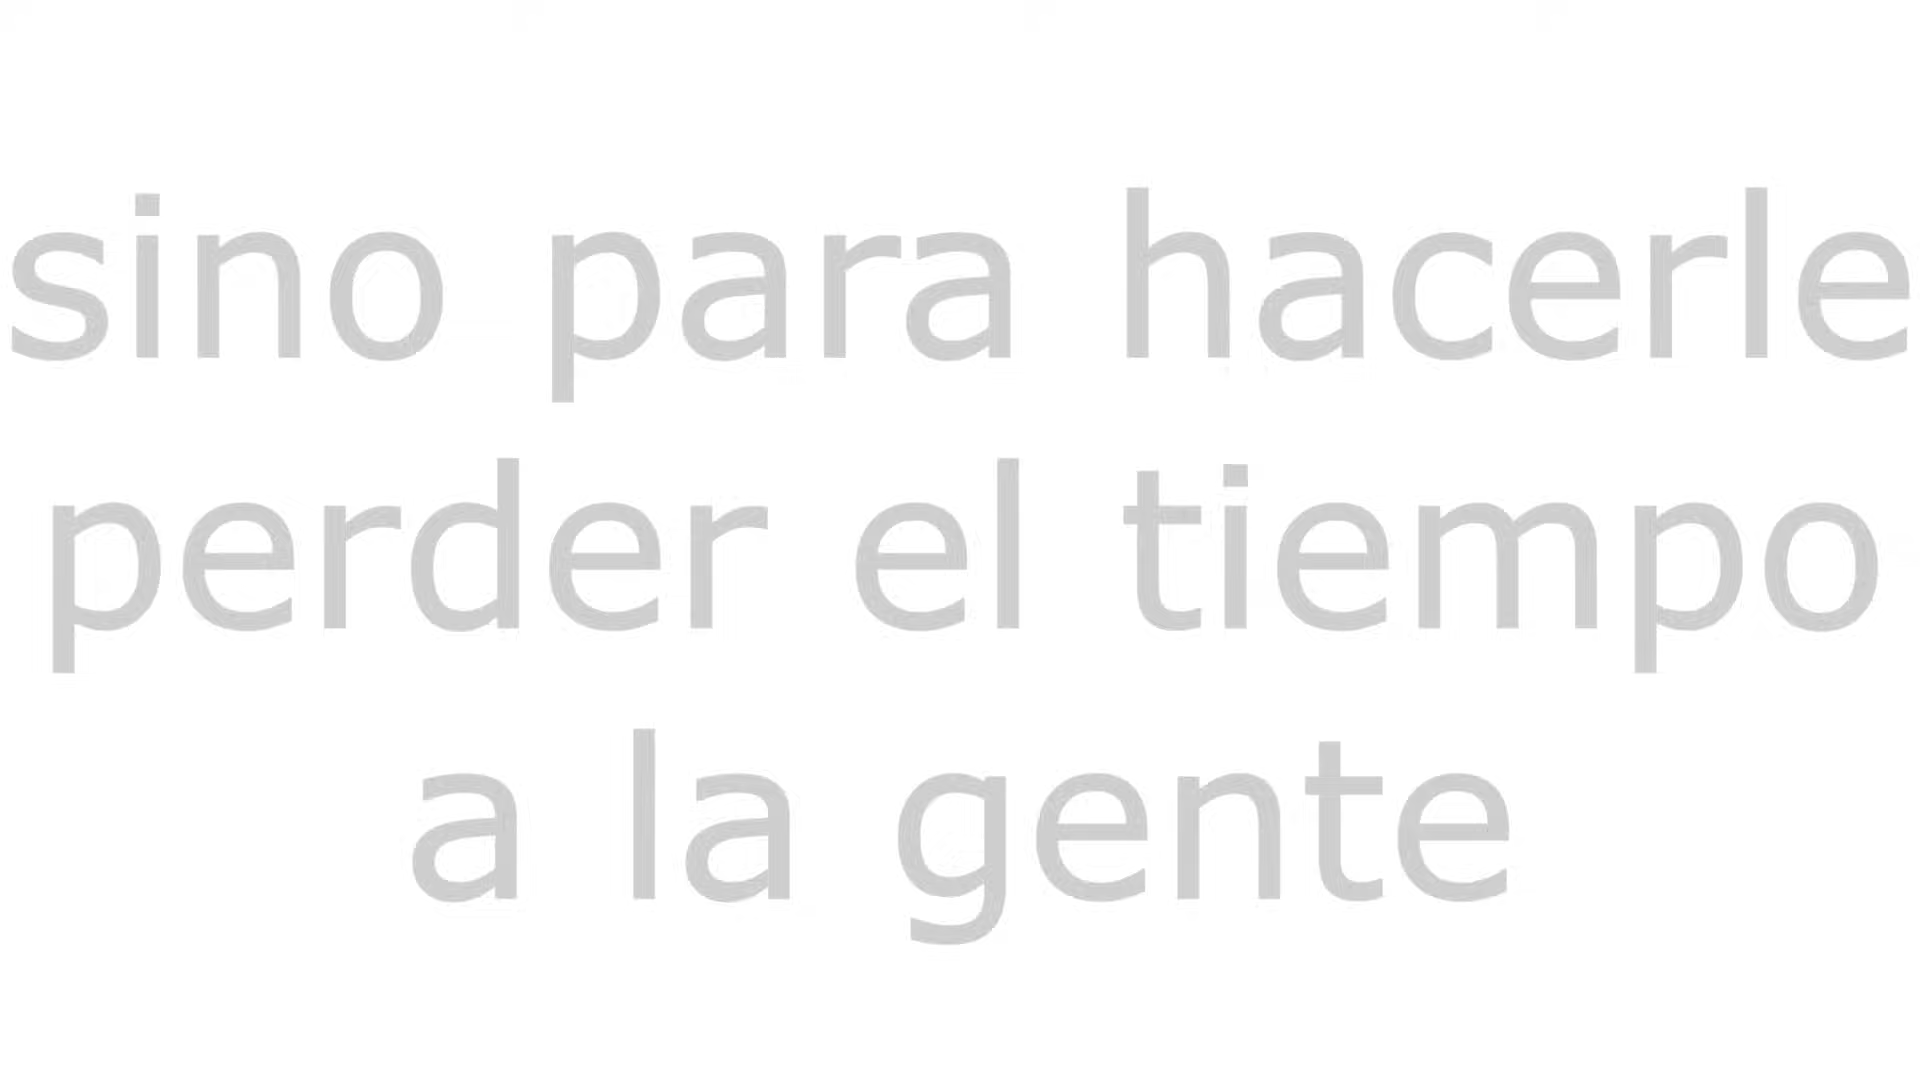 sino para hacerle
perder el tiempo
a la gente